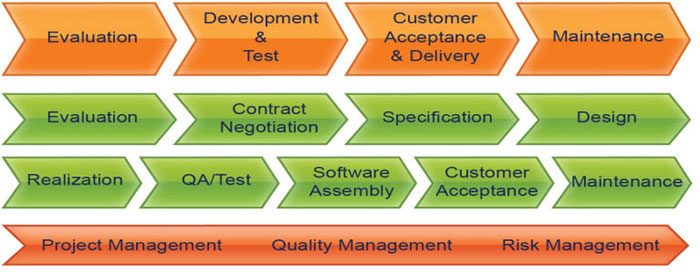 Evaluation
Development
&
Test
Customer
Acceptance
& Delivery
Maintenance
Evaluation
Contract
Negotiation
Specification
Design
Realization
QA/Test
Software
Assembly
Customer
Acceptance
Maintenance
Project Management Quality Management Risk Management